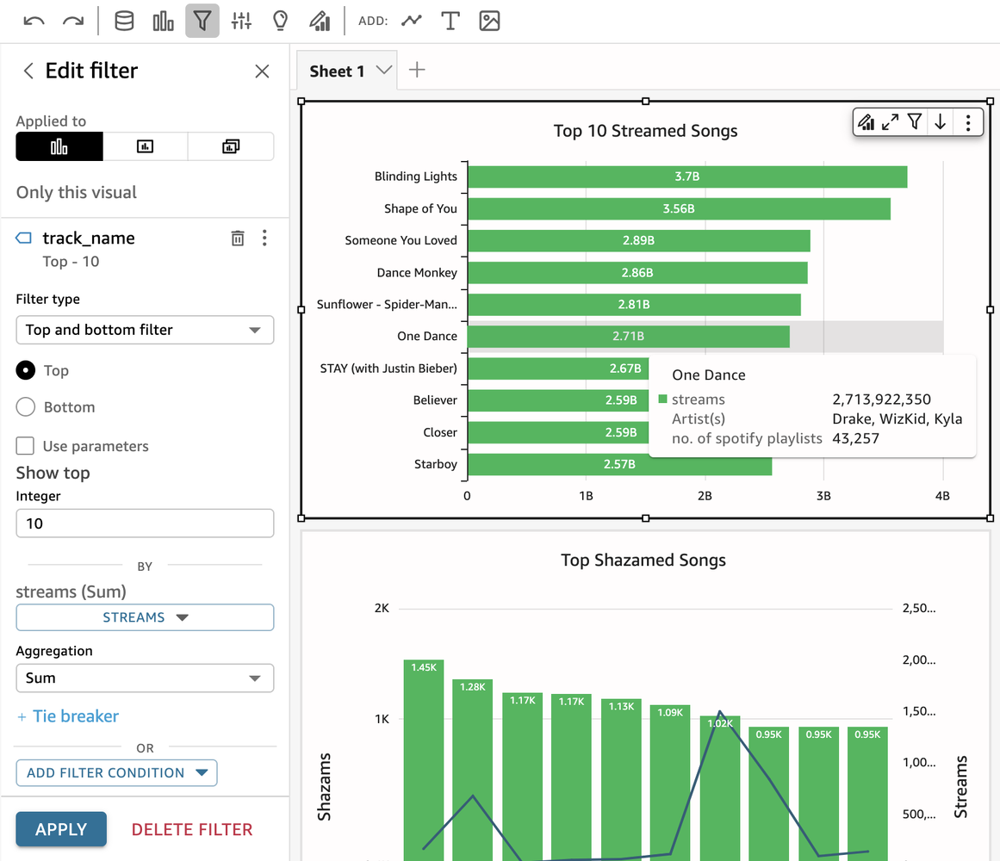 ADD:
Edit filter
Applied to
Only this visual
track_name
Top - 10
Filter type
Top and bottom filter
Top
Bottom
Use parameters
Show top
Integer
10
BY
streams (Sum)
STREAMS
Aggregation
Sum
+ Tie breaker
OR
ADD FILTER CONDITION
APPLY
DELETE FILTER
Sheet 1
Top 10 Streamed Songs
Blinding Lights 3.7B
Shape of You 3.56B
Someone You Loved 2.89B
Dance Monkey 2.86B
Sunflower - Spider-Man... 2.81B
One Dance 2.71B
STAY (with Justin Bieber) 2.67B
Believer 2.59B
Closer 2.59B
Starboy 2.57B
0 1B 2B 3B 4B
One Dance
streams 2,713,922,350
Artist(s) Drake, WizKid, Kyla
no. of spotify playlists 43,257
Top Shazamed Songs
2K
1K
Shazams
1.45K
1.28K
1.17K
1.17K
1.13K
1.09K
1.02K
0.95K
0.95K
0.95K
2,50...
2,00...
1,50...
1,00...
500,...
Streams